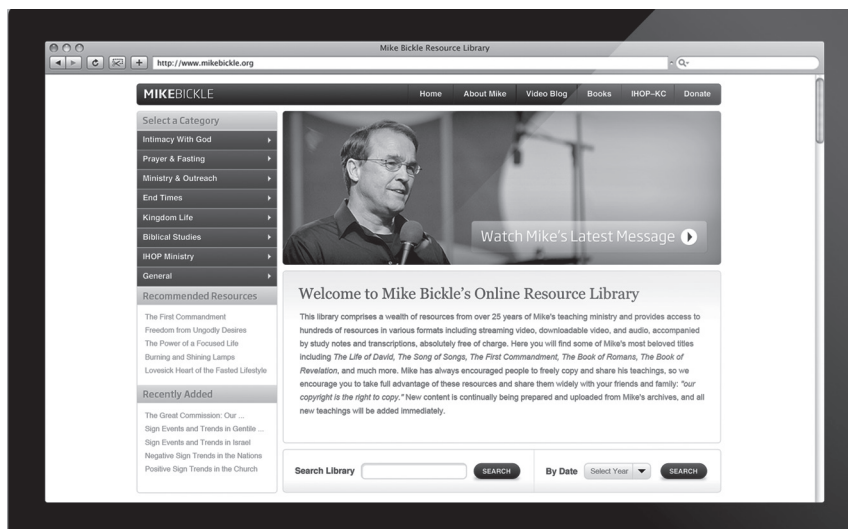 Mike Bickle Resource Library
http://www.mikebickle.org
MIKEBICKLE
Home About Mike Video Blog Books IHOP–KC Donate
Select a Category
Intimacy With God
Prayer & Fasting
Ministry & Outreach
End Times
Kingdom Life
Biblical Studies
IHOP Ministry
General
Recommended Resources
The First Commandment
Freedom from Ungodly Desires
The Power of a Focused Life
Burning and Shining Lamps
Lovesick Heart of the Fasted Lifestyle
Recently Added
The Great Commission: Our ...
Sign Events and Trends in Gentile ...
Sign Events and Trends in Israel
Negative Sign Trends in the Nations
Positive Sign Trends in the Church
Watch Mike's Latest Message
Welcome to Mike Bickle's Online Resource Library
This library comprises a wealth of resources from over 25 years of Mike's teaching ministry and provides access to
hundreds of resources in various formats including streaming video, downloadable video, and audio, accompanied
by study notes and transcriptions, absolutely free of charge. Here you will find some of Mike's most beloved titles
including The Life of David, The Song of Songs, The First Commandment, The Book of Romans, The Book of
Revelation, and much more. Mike has always encouraged people to freely copy and share his teachings, so we
encourage you to take full advantage of these resources and share them widely with your friends and family: "our
copyright is the right to copy." New content is continually being prepared and uploaded from Mike's archives, and all
new teachings will be added immediately.
Search Library SEARCH By Date Select Year SEARCH